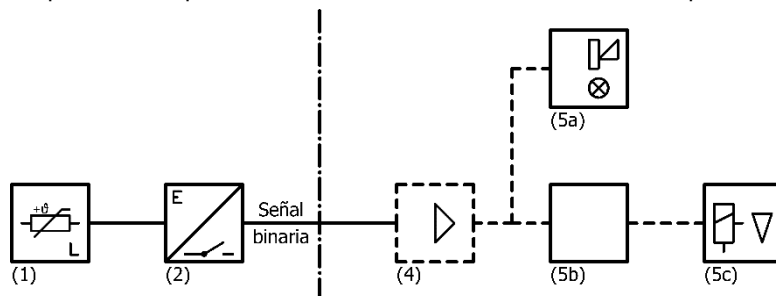 (5a)
+ϑ
L
E
Señal
binaria
(1)
(2)
(4)
(5b)
(5c)